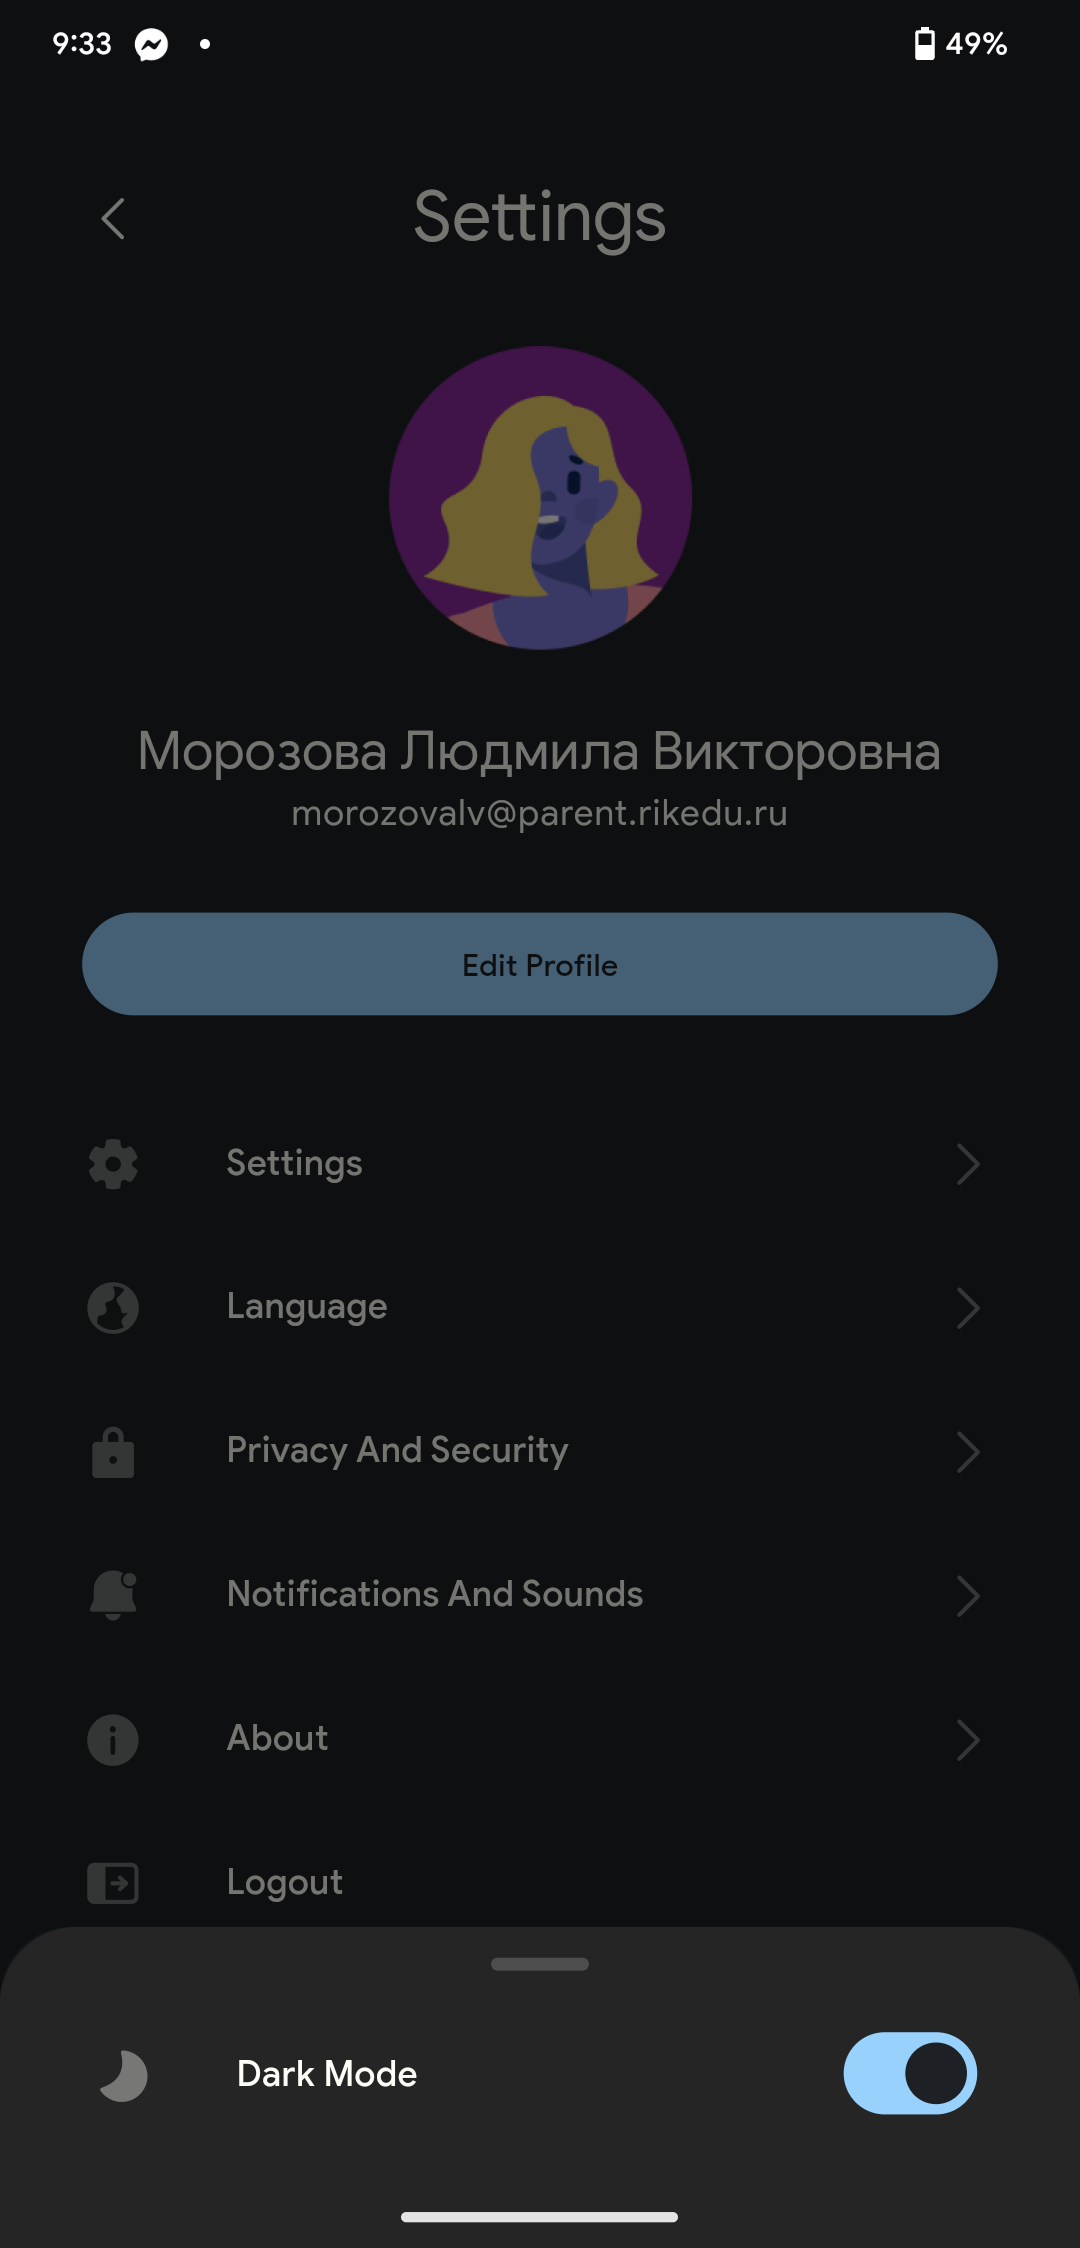 9:33
49%
Settings
Морозова Людмила Викторовна
morozovalv@parent.rikedu.ru
Edit Profile
Settings
Language
Privacy And Security
Notifications And Sounds
About
Logout
Dark Mode